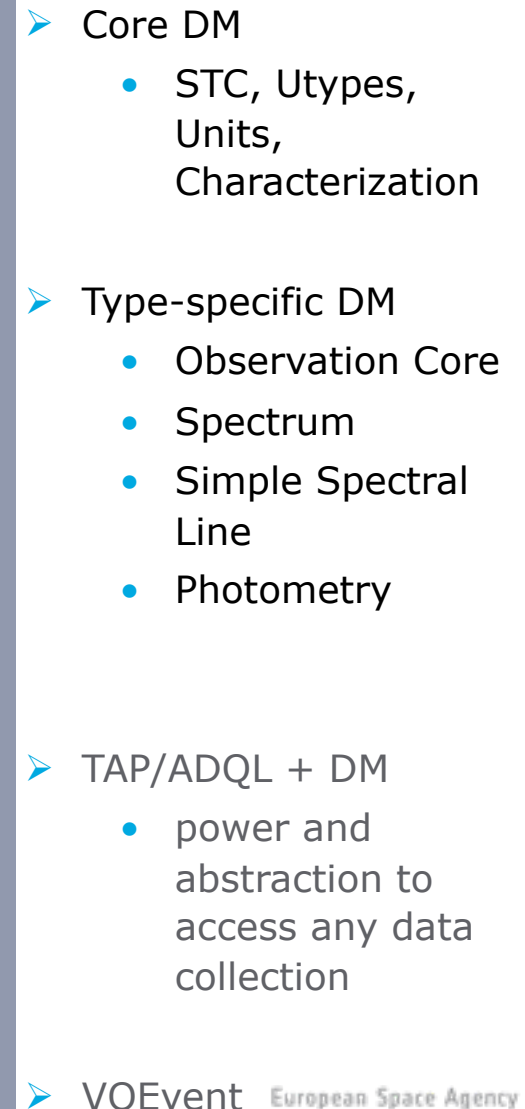 ➢ Core DM
• STC, Utypes,
Units,
Characterization
➢ Type-specific DM
• Observation Core
• Spectrum
• Simple Spectral
Line
• Photometry
➢ TAP/ADQL + DM
• power and
abstraction to
access any data
collection
➢ VOEvent European Space Agency